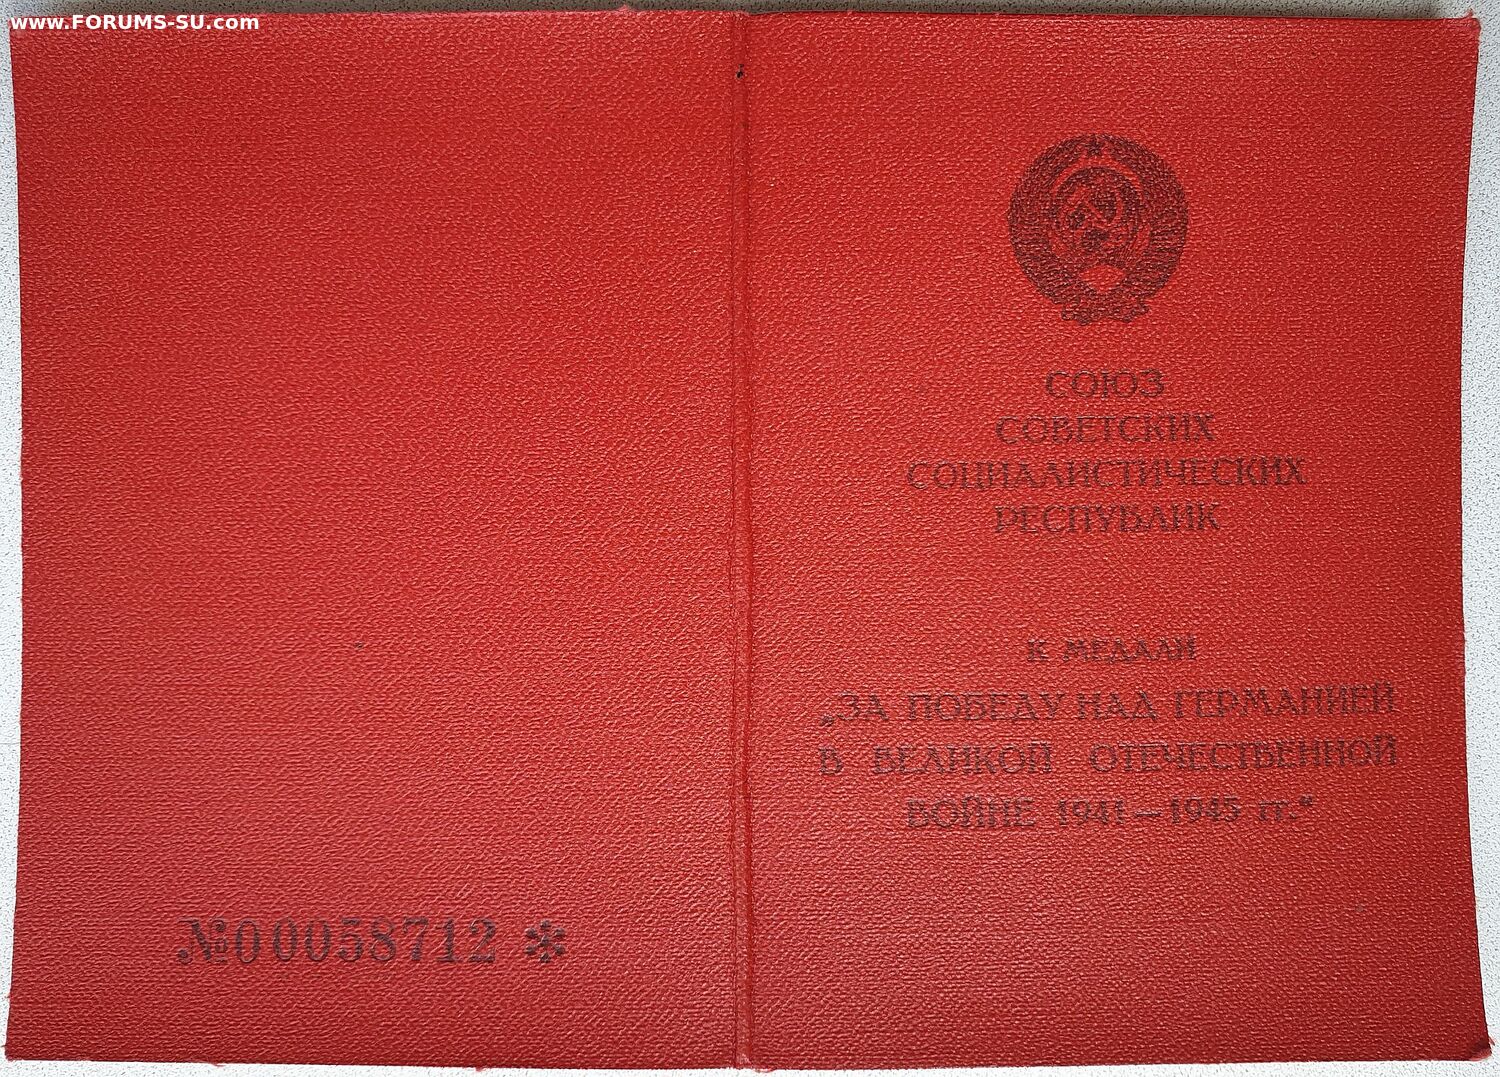 www.FORUMS-SU.com
СОЮЗ
СОВЕТСКИХ
СОЦИАЛИСТИЧЕСКИХ
РЕСПУБЛИК
К МЕДАЛИ
„ЗА ПОБЕДУ НАД ГЕРМАНИЕЙ
В ВЕЛИКОЙ ОТЕЧЕСТВЕННОЙ
ВОЙНЕ 1941—1945 гг.“
№00058712 *